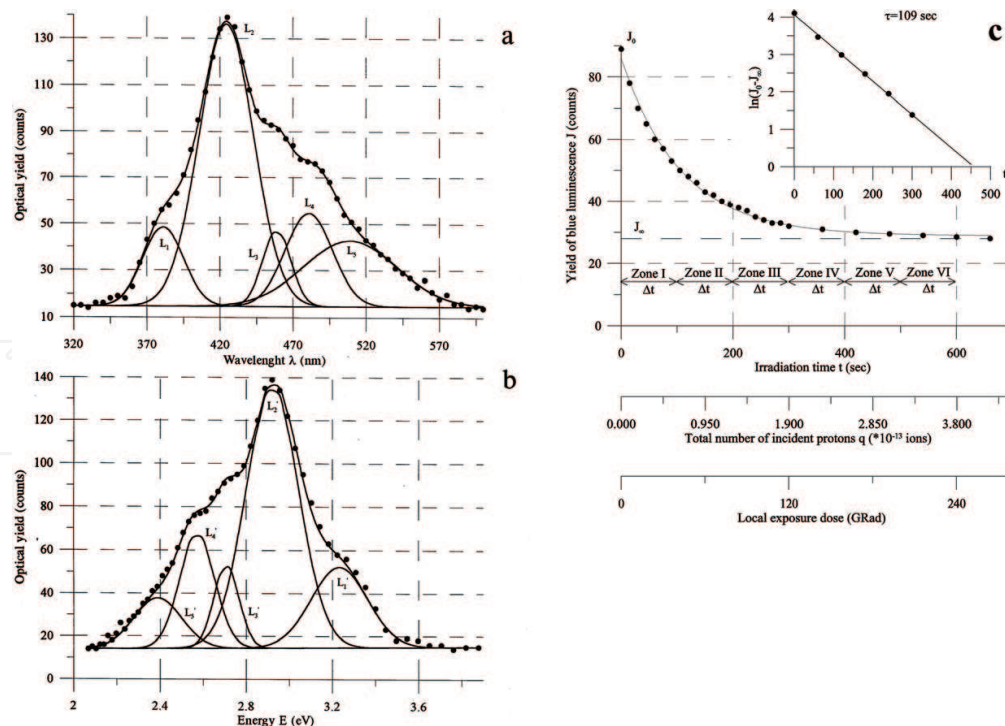 a
Optical yield (counts)
130
110
90
70
50
30
10
L2
L1
L3
L4
L5
320 370 420 470 520 570
Wavelenght λ (nm)
b
Optical yield (counts)
140
120
100
80
60
40
20
0
L2'
L4'
L3'
L5'
L1'
2 2.4 2.8 3.2 3.6
Energy E (eV)
c
Yield of blue luminescence J (counts)
80
60
40
20
0
J0
J∞
τ=109 sec
ln(J0-J∞)
5
4
3
2
1
0
0 100 200 300 400 500
t
Zone I Zone II Zone III Zone IV Zone V Zone VI
Δt Δt Δt Δt Δt Δt
0 200 400 600
Irradiation time t (sec)
0.000 0.950 1.900 2.850 3.800
Total number of incident protons q (*10-13 ions)
0 120 240
Local exposure dose (GRad)